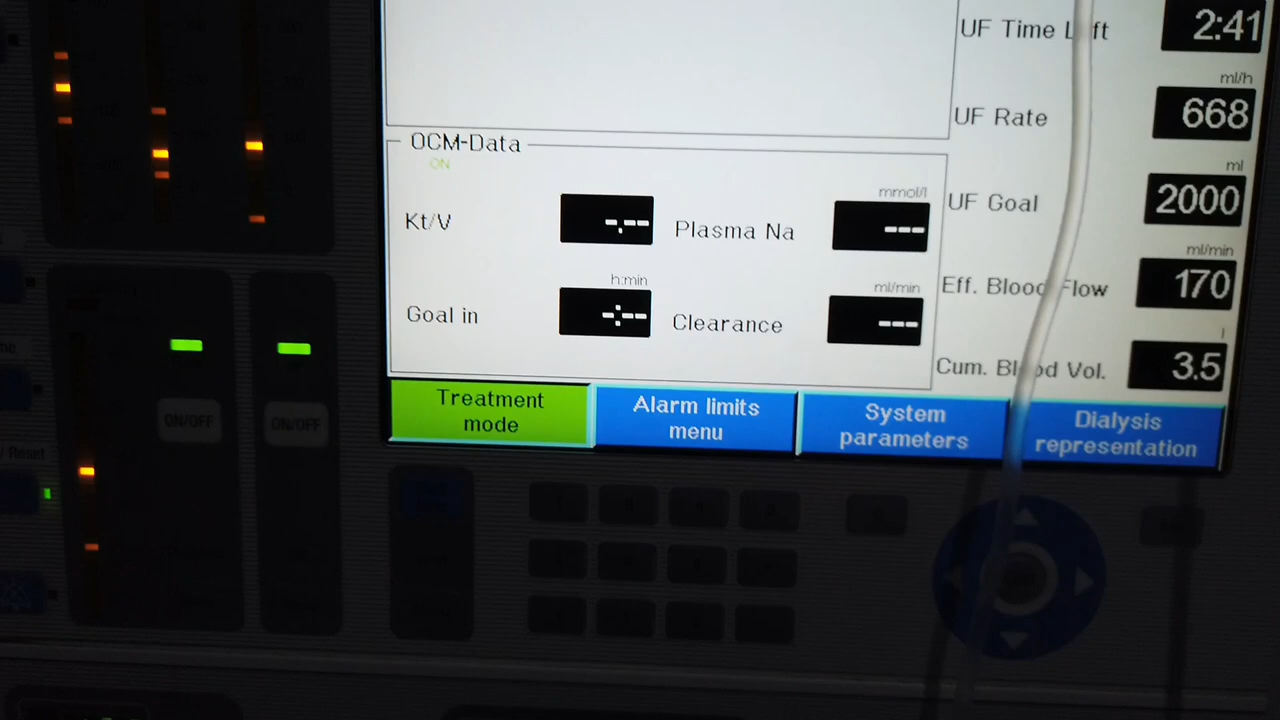 UF Time Left
2:41
ml/h
UF Rate
668
ml
UF Goal
2000
ml/min
Eff. Blood Flow
170
l
Cum. Blood Vol.
3.5
OCM-Data
ON
Kt/V
-.--
mmol/l
Plasma Na
---
h:min
Goal in
-:--
ml/min
Clearance
---
Treatment
mode
Alarm limits
menu
System
parameters
Dialysis
representation
ON/OFF
ON/OFF
/ Reset